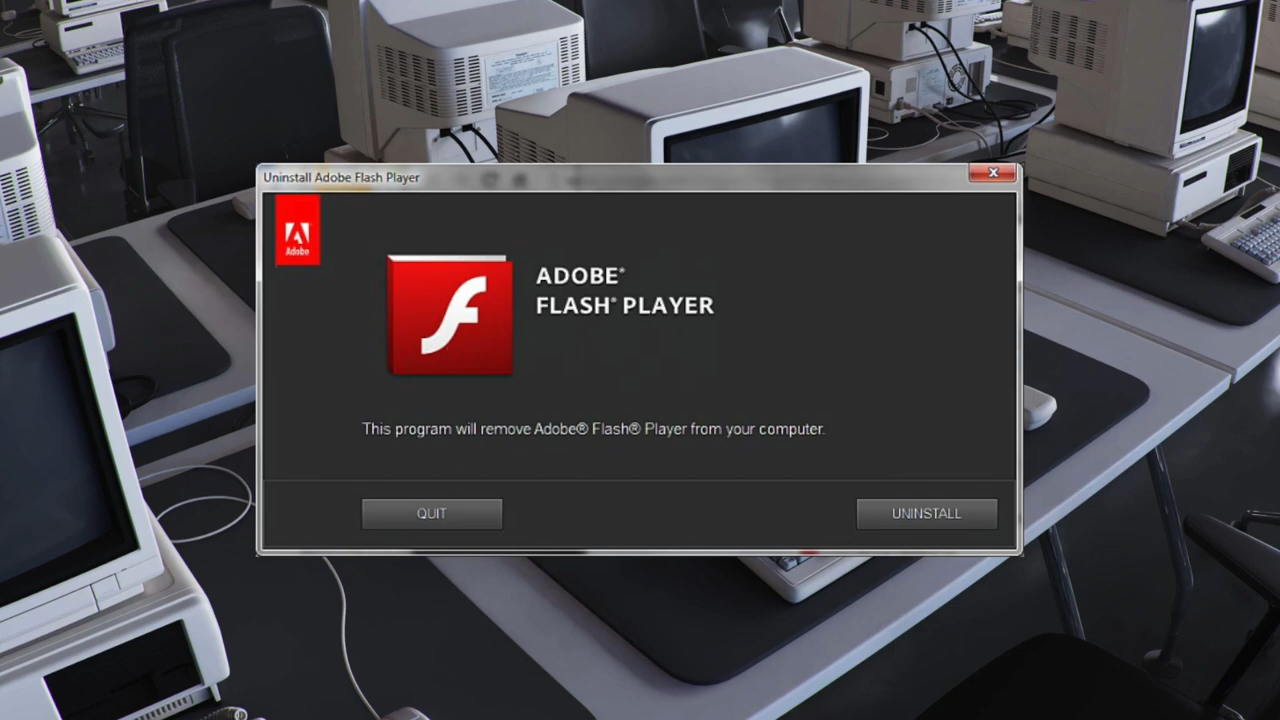 Uninstall Adobe Flash Player
Adobe
ADOBE®
FLASH® PLAYER
This program will remove Adobe® Flash® Player from your computer.
QUIT
UNINSTALL